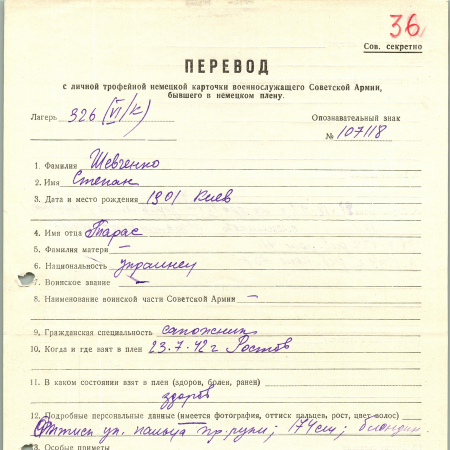 36
Сов. секретно
ПЕРЕВОД
с личной трофейной немецкой карточки военнослужащего Советской Армии,
бывшего в немецком плену.
Лагерь 326 (VI/K)
Опознавательный знак
№ 107118
1. Фамилия Шевченко
2. Имя Степан
3. Дата и место рождения 1901 Киев
4. Имя отца Тарас
5. Фамилия матери —
6. Национальность украинец
7. Воинское звание —
8. Наименование воинской части Советской Армии —
9. Гражданская специальность сапожник
10. Когда и где взят в плен 23.7.42 г Ростов
11. В каком состоянии взят в плен (здоров, болен, ранен)
здоров
12. Подробные персональные данные (имеется фотография, оттиск пальцев, рост, цвет волос)
Оттиск ук. пальца пр. руки; 174 см; блондин
Особые приметы